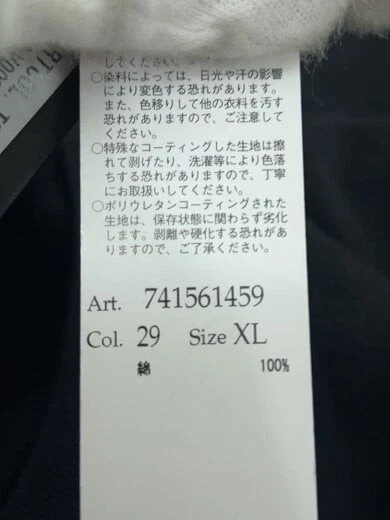 してください。
○染料によっては、日光や汗の影響
により変色する恐れがあります。
また、色移りして他の衣料を汚す
恐れがありますので、ご注意して
ください。
○特殊なコーティングした生地は擦
れて剥げたり、洗濯等により色落
ちする恐れがありますので、丁寧
にお取扱いしてください。
○ポリウレタンコーティングされた
生地は、保存状態に関わらず劣化
します。剥離や硬化する恐れがあ
りますので、ご了承ください。
Art. 741561459
Col. 29 Size XL
綿 100%